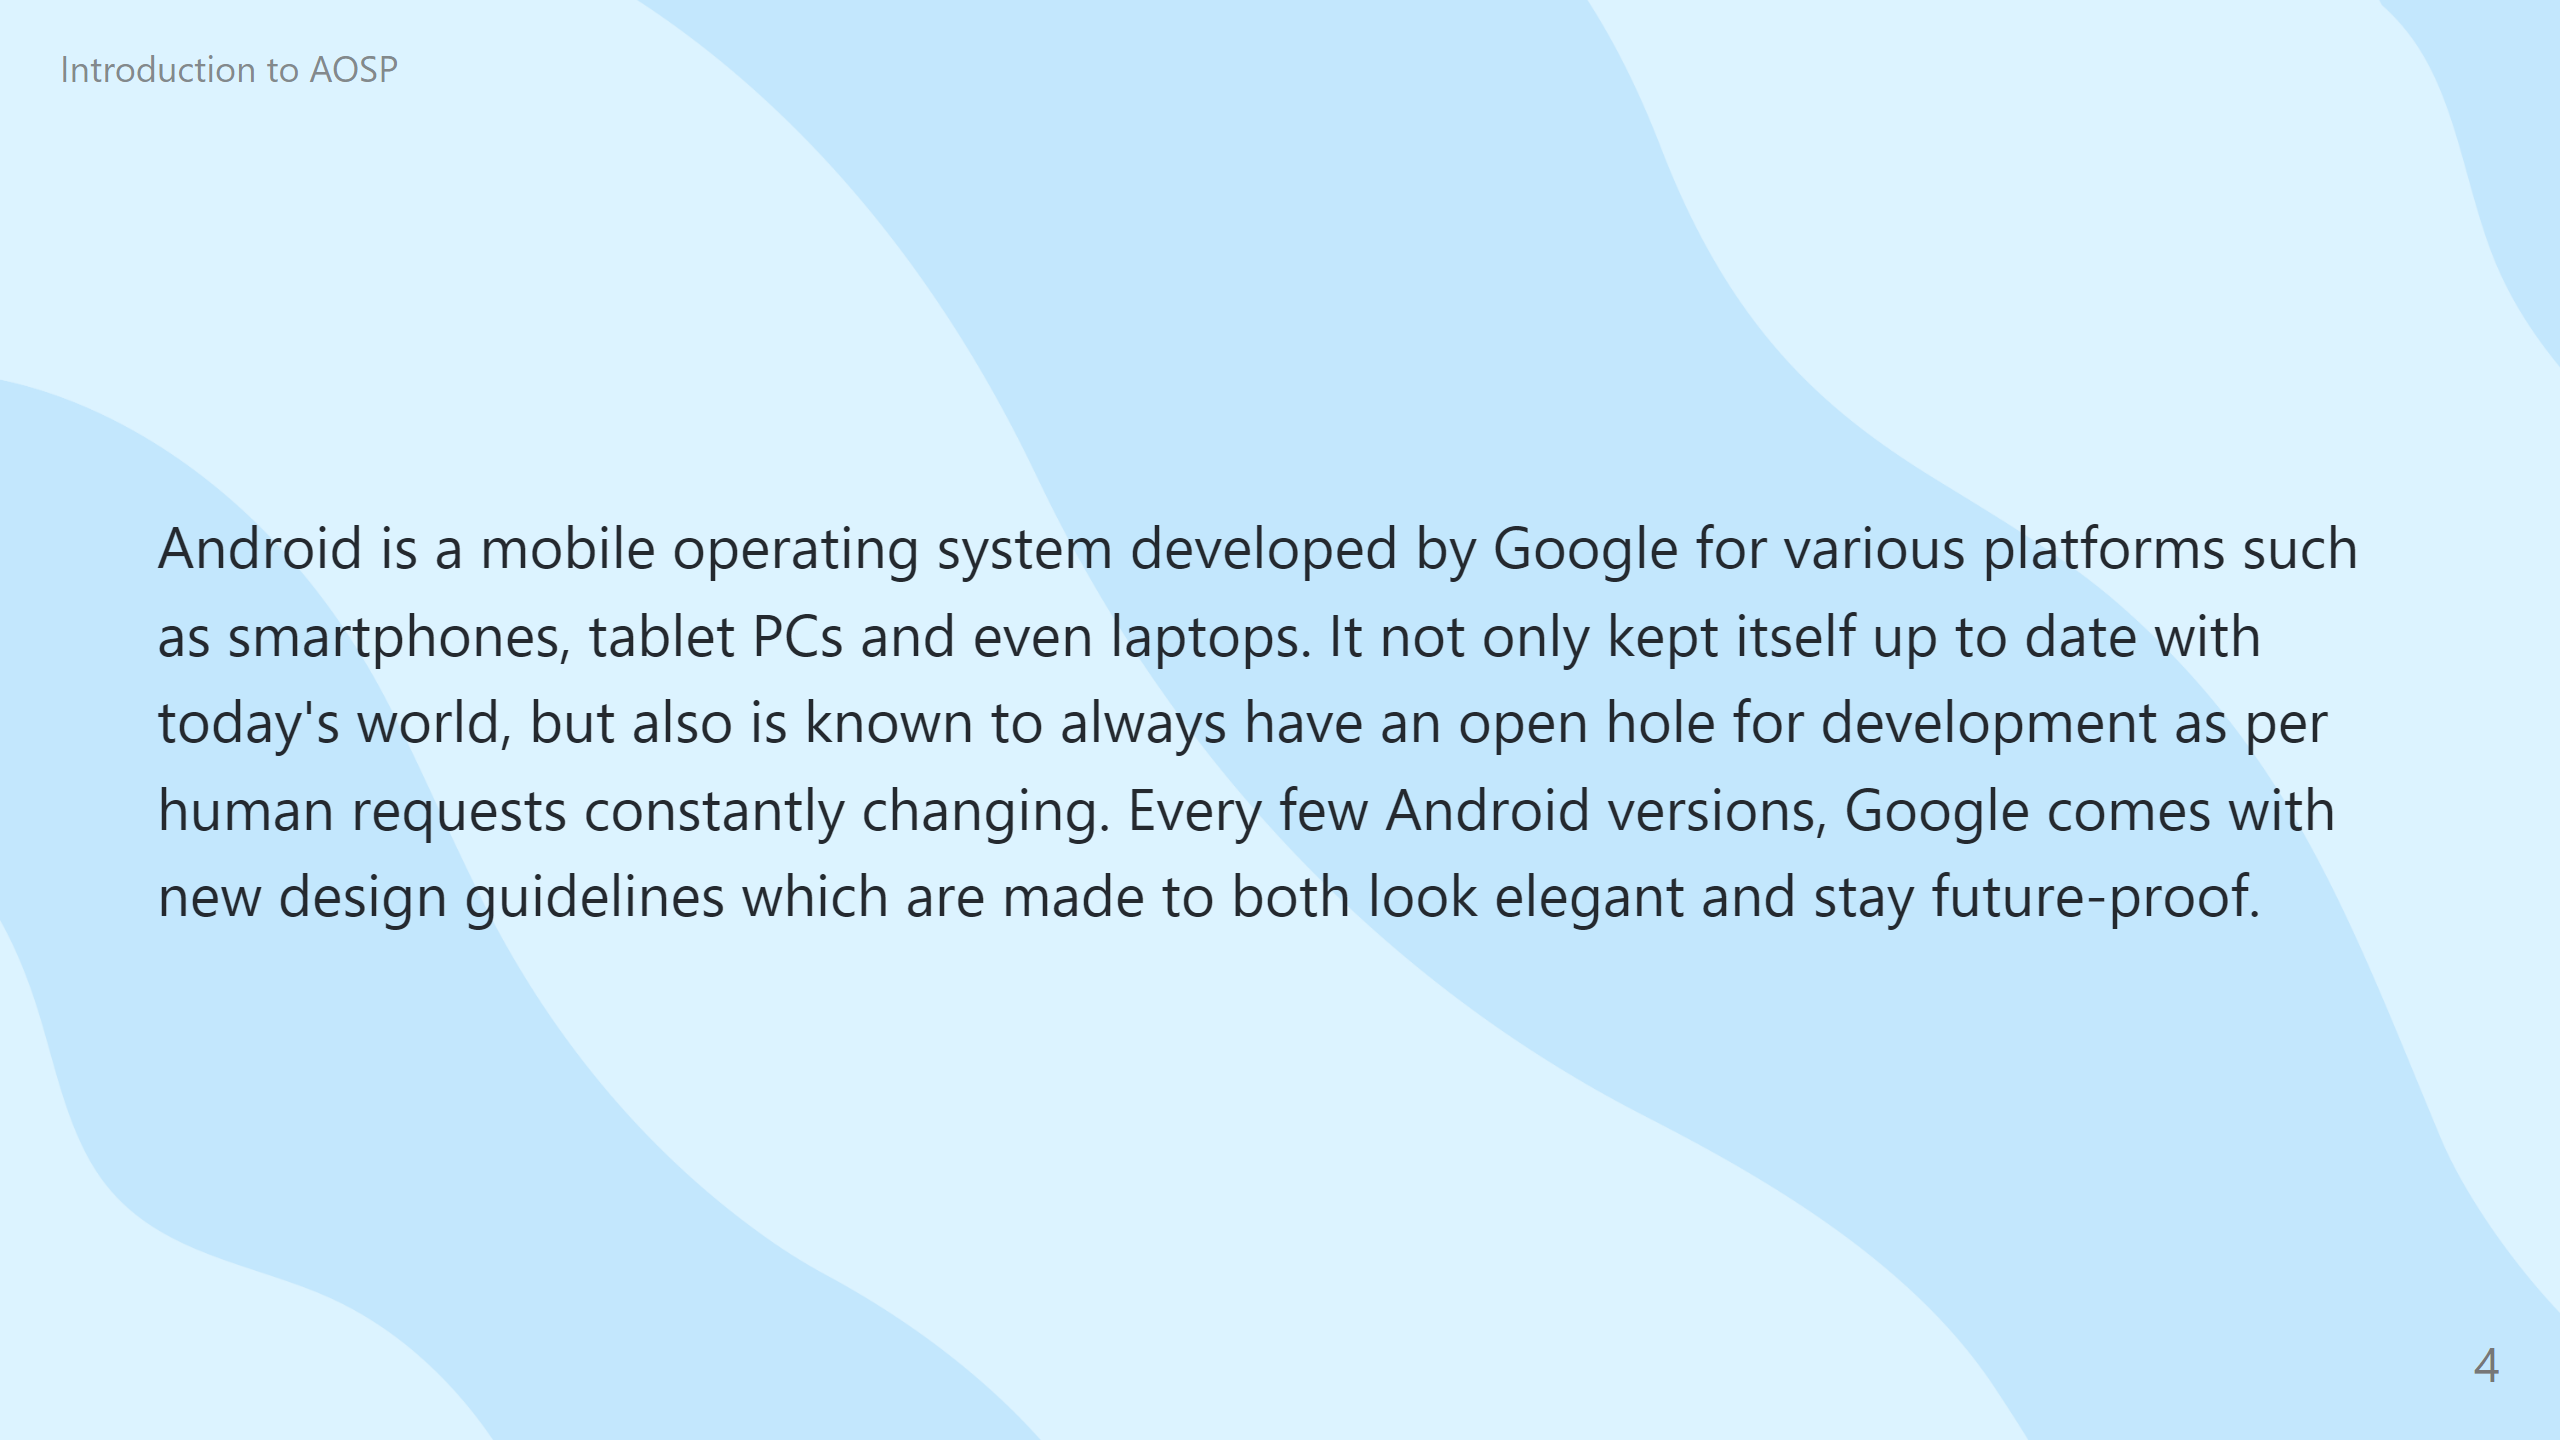 Introduction to AOSP
Android is a mobile operating system developed by Google for various platforms such
as smartphones, tablet PCs and even laptops. It not only kept itself up to date with
today's world, but also is known to always have an open hole for development as per
human requests constantly changing. Every few Android versions, Google comes with
new design guidelines which are made to both look elegant and stay future-proof.
4